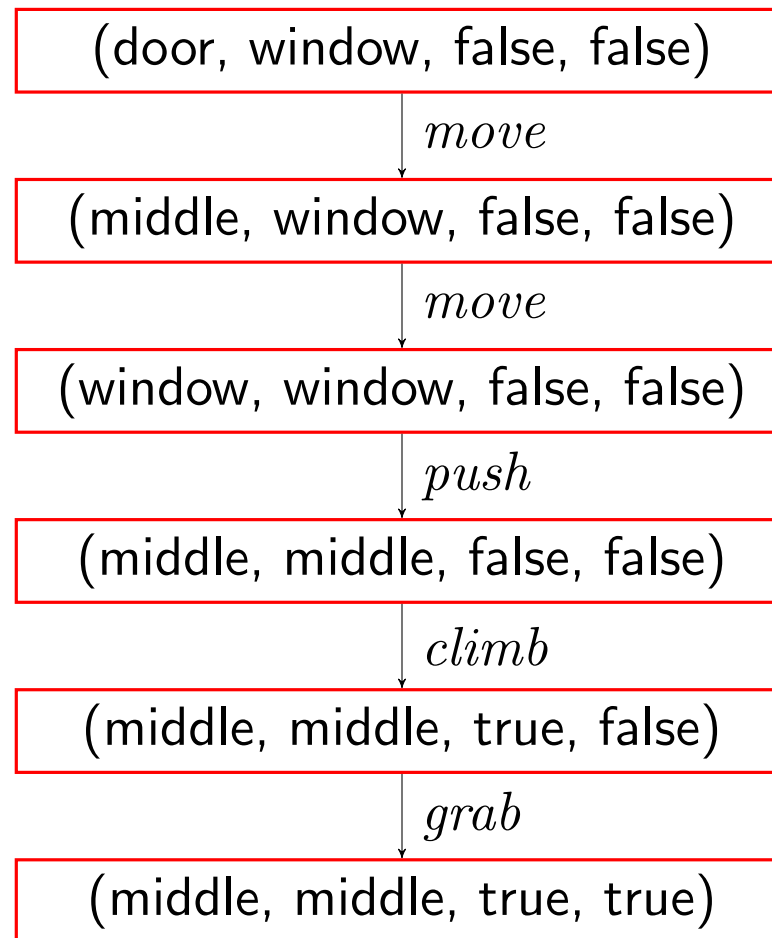 (door, window, false, false)
move
(middle, window, false, false)
move
(window, window, false, false)
push
(middle, middle, false, false)
climb
(middle, middle, true, false)
grab
(middle, middle, true, true)